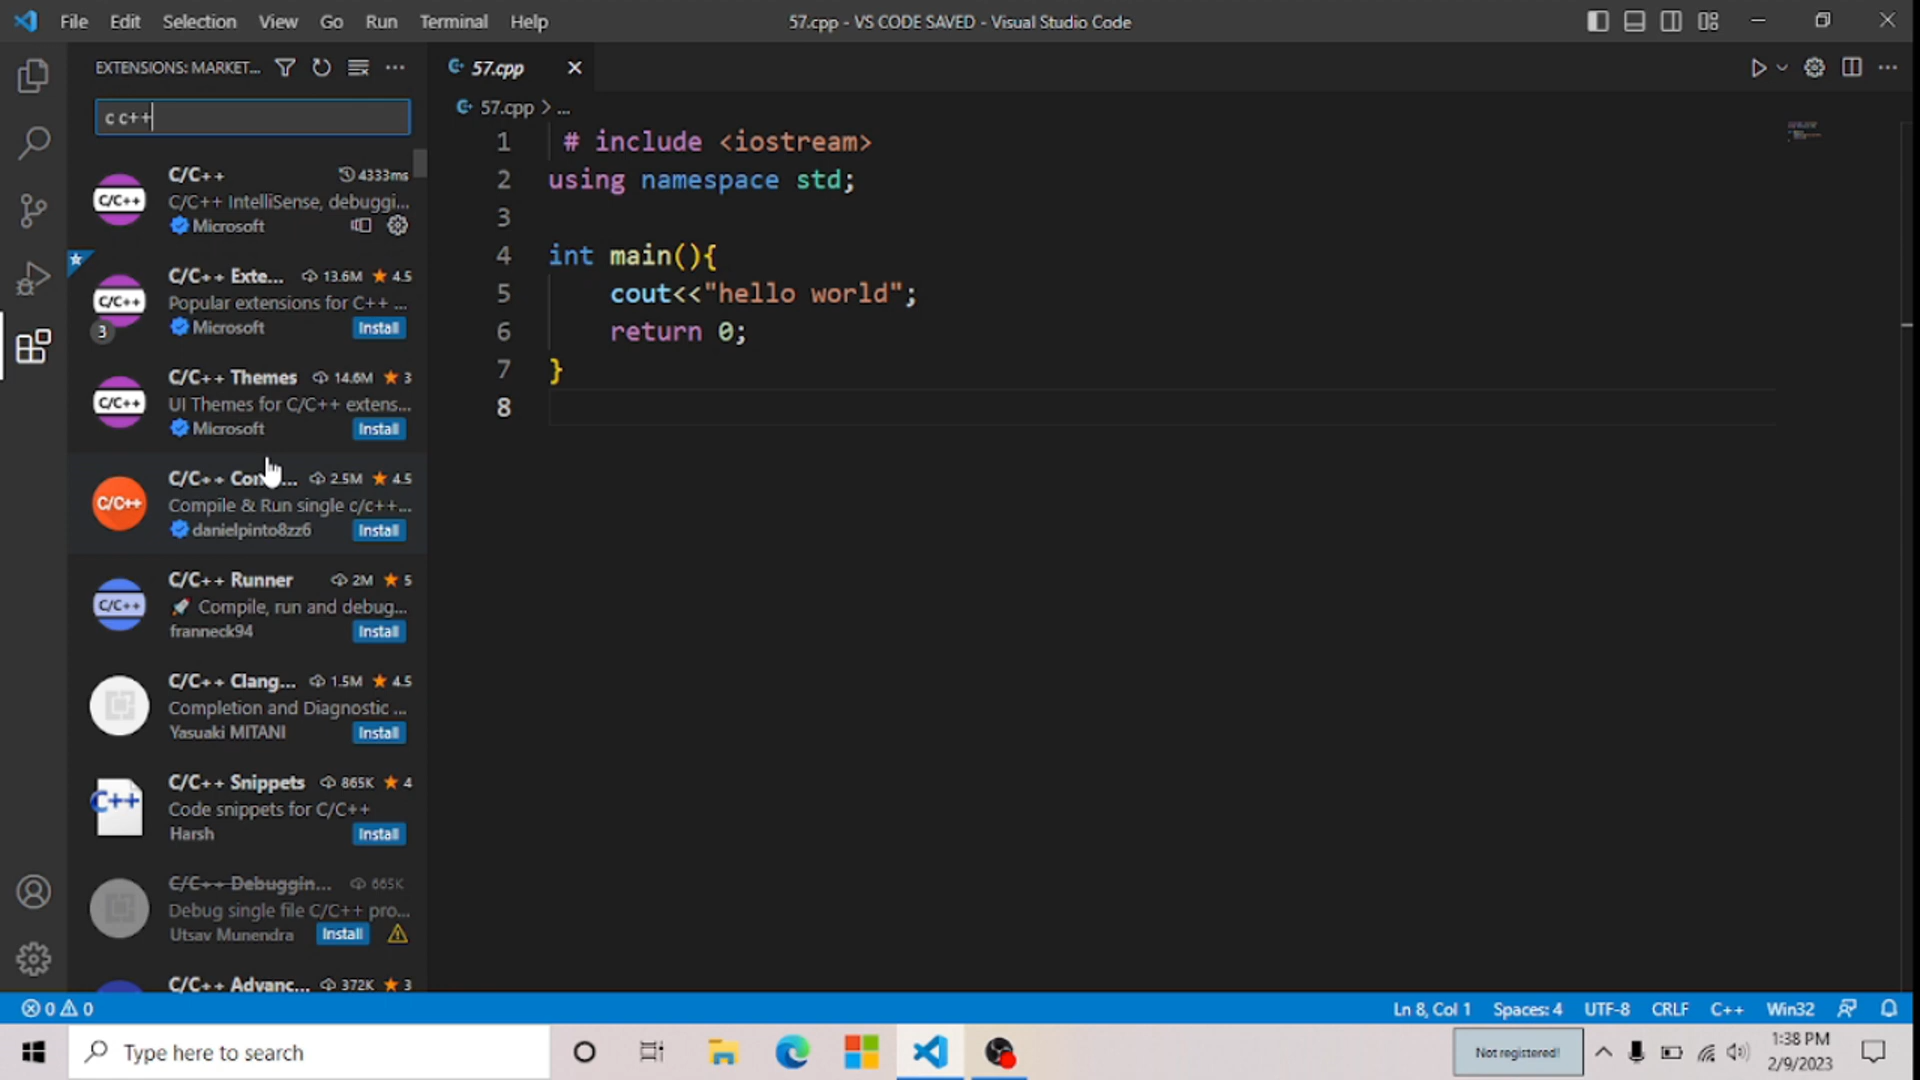 File Edit Selection View Go Run Terminal Help
57.cpp - VS CODE SAVED - Visual Studio Code
EXTENSIONS: MARKET...
c c++
C/C++ 4333ms
C/C++ IntelliSense, debuggi...
Microsoft
C/C++ Exte... 13.6M 4.5
Popular extensions for C++ ...
Microsoft Install
3
C/C++ Themes 14.6M 3
UI Themes for C/C++ extens...
Microsoft Install
C/C++ Com... 2.5M 4.5
Compile & Run single c/c++...
danielpinto8zz6 Install
C/C++ Runner 2M 5
Compile, run and debug...
franneck94 Install
C/C++ Clang... 1.5M 4.5
Completion and Diagnostic ...
Yasuaki MITANI Install
C/C++ Snippets 865K 4
Code snippets for C/C++
Harsh Install
C/C++ Debuggin... 665K
Debug single file C/C++ pro...
Utsav Munendra Install
C/C++ Advanc... 372K 3
C/C++
C/C++
C/C++
C/C++
C/C++
C++
57.cpp
57.cpp > ...
1 # include <iostream>
2 using namespace std;
3
4 int main(){
5 cout<<"hello world";
6 return 0;
7 }
8
0 0
Ln 8, Col 1 Spaces: 4 UTF-8 CRLF C++ Win32
Type here to search
Not registered!
1:38 PM
2/9/2023